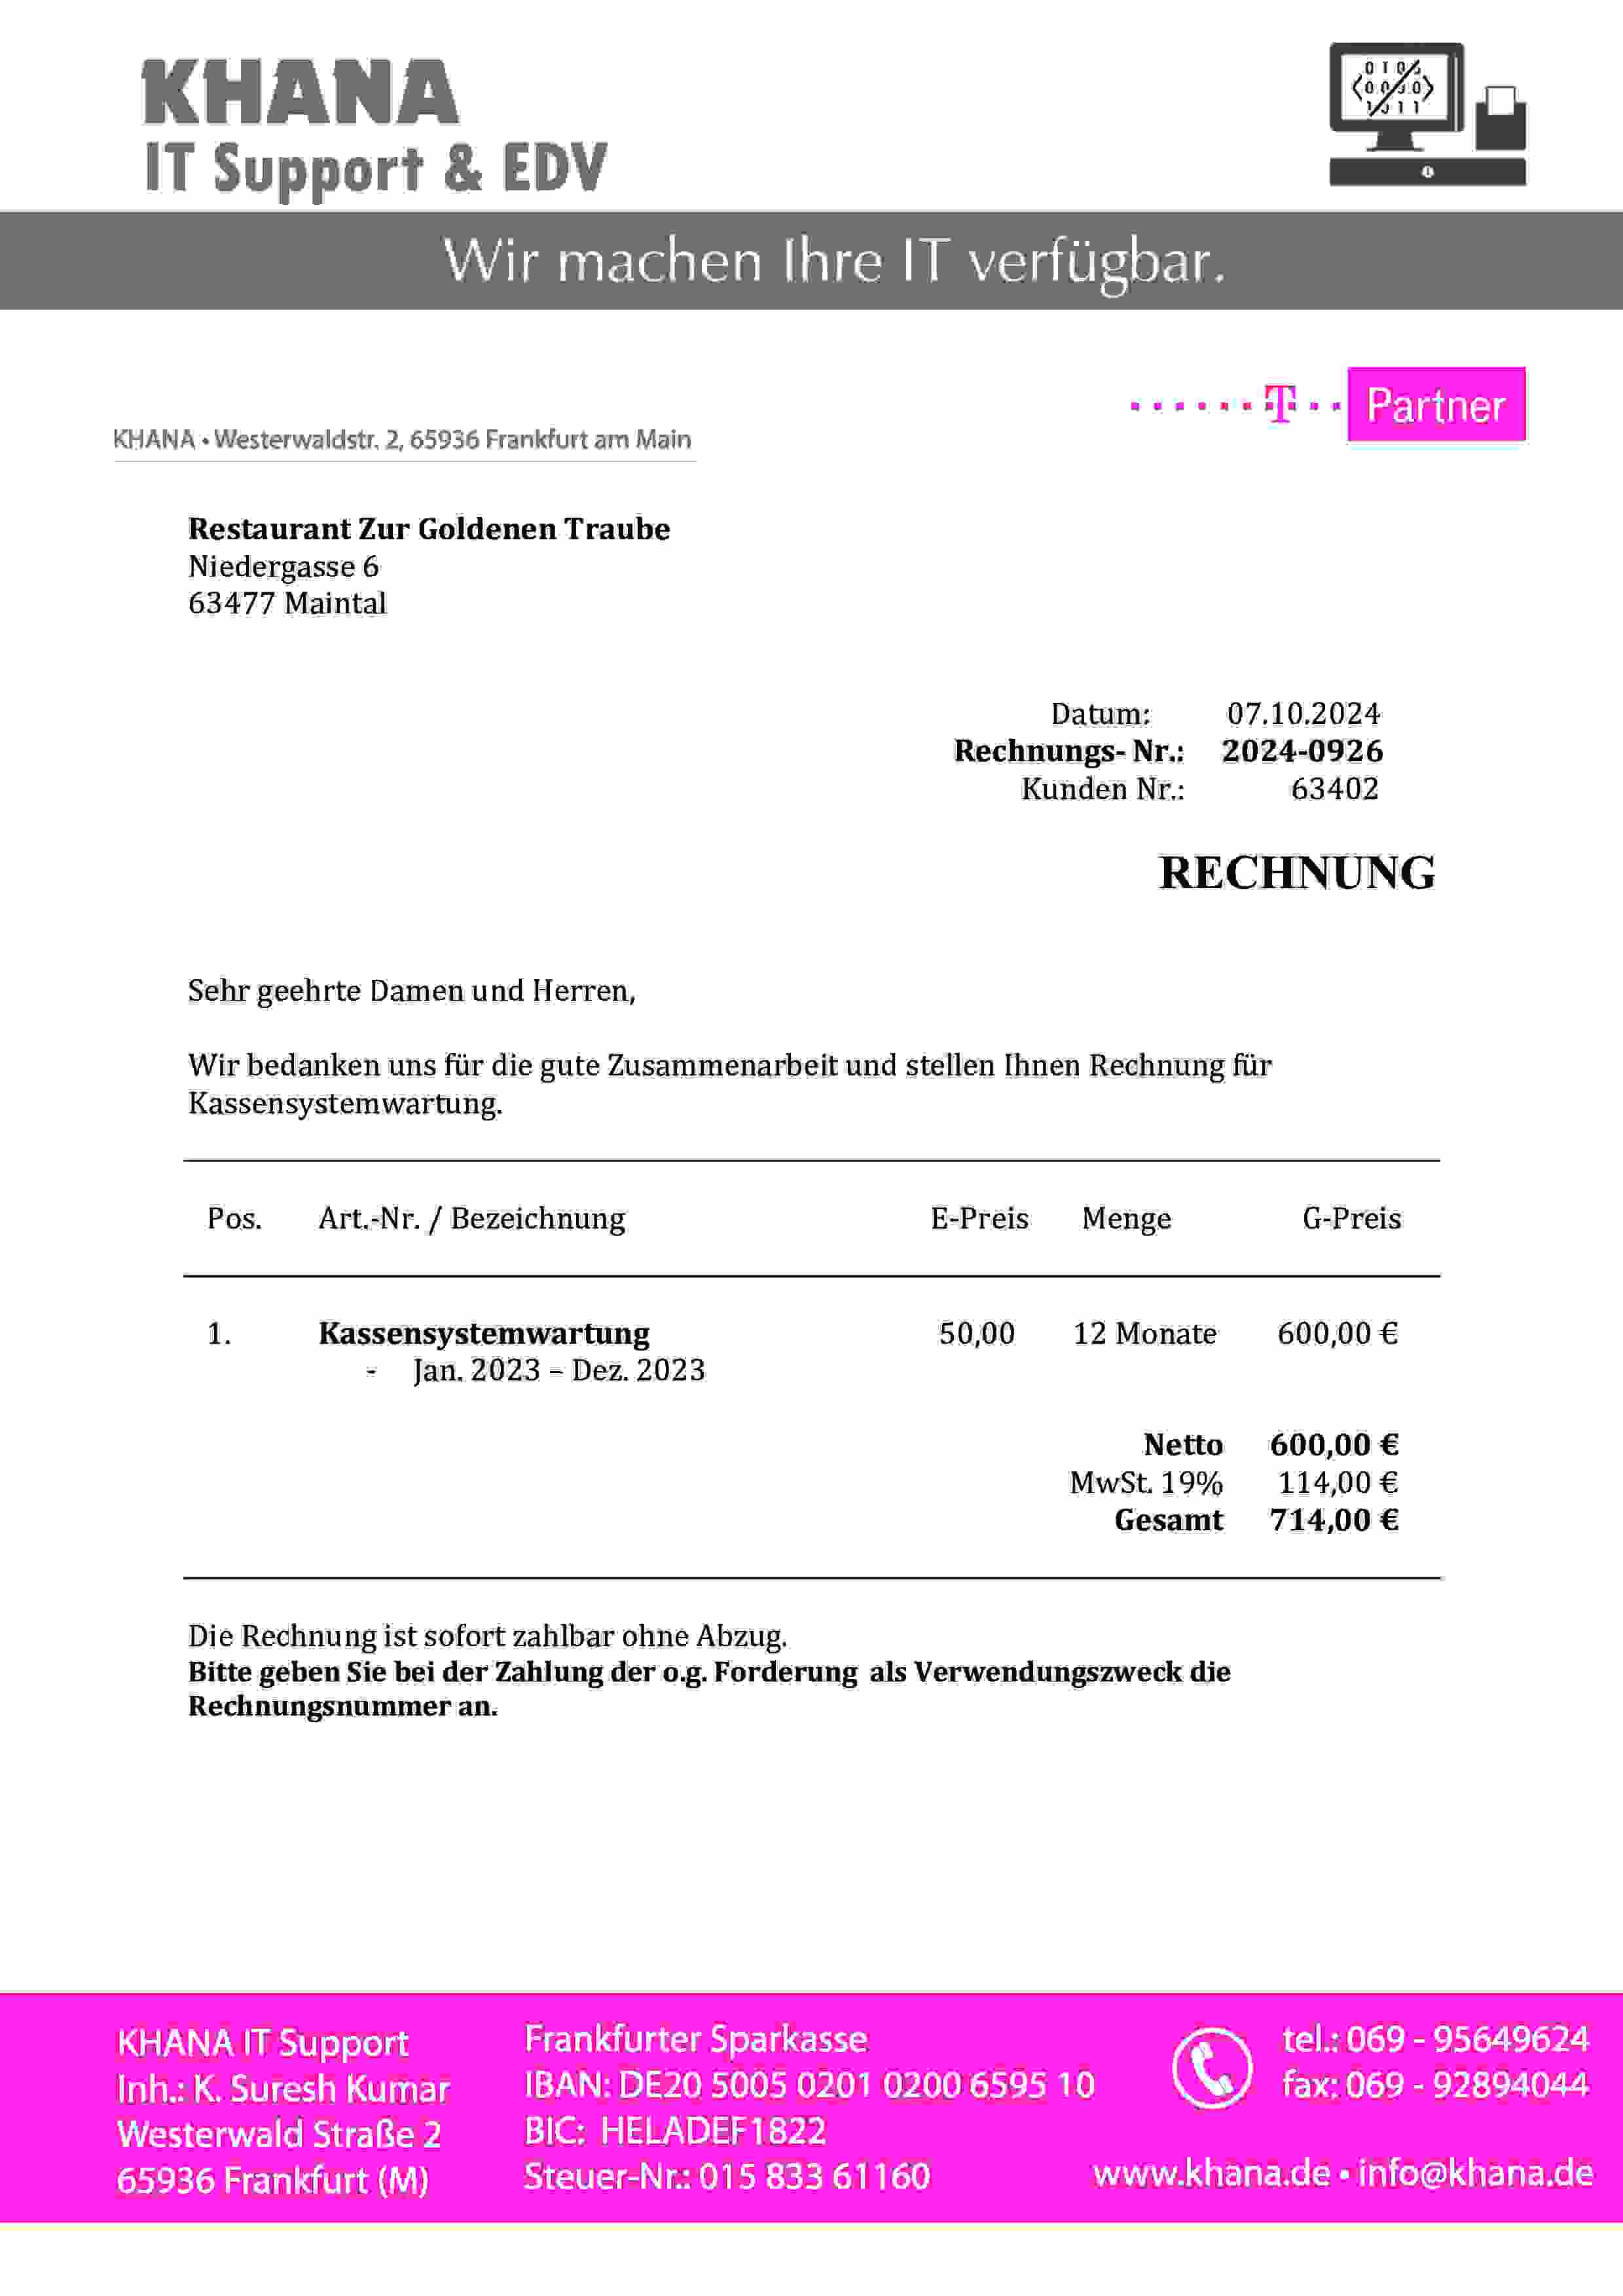 KHANA
IT Support & EDV
Wir machen Ihre IT verfügbar.
T Partner
KHANA • Westerwaldstr. 2, 65936 Frankfurt am Main
Restaurant Zur Goldenen Traube
Niedergasse 6
63477 Maintal
Datum: 07.10.2024
Rechnungs- Nr.: 2024-0926
Kunden Nr.: 63402
RECHNUNG
Sehr geehrte Damen und Herren,
Wir bedanken uns für die gute Zusammenarbeit und stellen Ihnen Rechnung für
Kassensystemwartung.
Pos. Art.-Nr. / Bezeichnung E-Preis Menge G-Preis
1. Kassensystemwartung 50,00 12 Monate 600,00 €
- Jan. 2023 – Dez. 2023
Netto 600,00 €
MwSt. 19% 114,00 €
Gesamt 714,00 €
Die Rechnung ist sofort zahlbar ohne Abzug.
Bitte geben Sie bei der Zahlung der o.g. Forderung als Verwendungszweck die
Rechnungsnummer an.
KHANA IT Support
Inh.: K. Suresh Kumar
Westerwald Straße 2
65936 Frankfurt (M)
Frankfurter Sparkasse
IBAN: DE20 5005 0201 0200 6595 10
BIC: HELADEF1822
Steuer-Nr.: 015 833 61160
tel.: 069 - 95649624
fax: 069 - 92894044
www.khana.de • info@khana.de